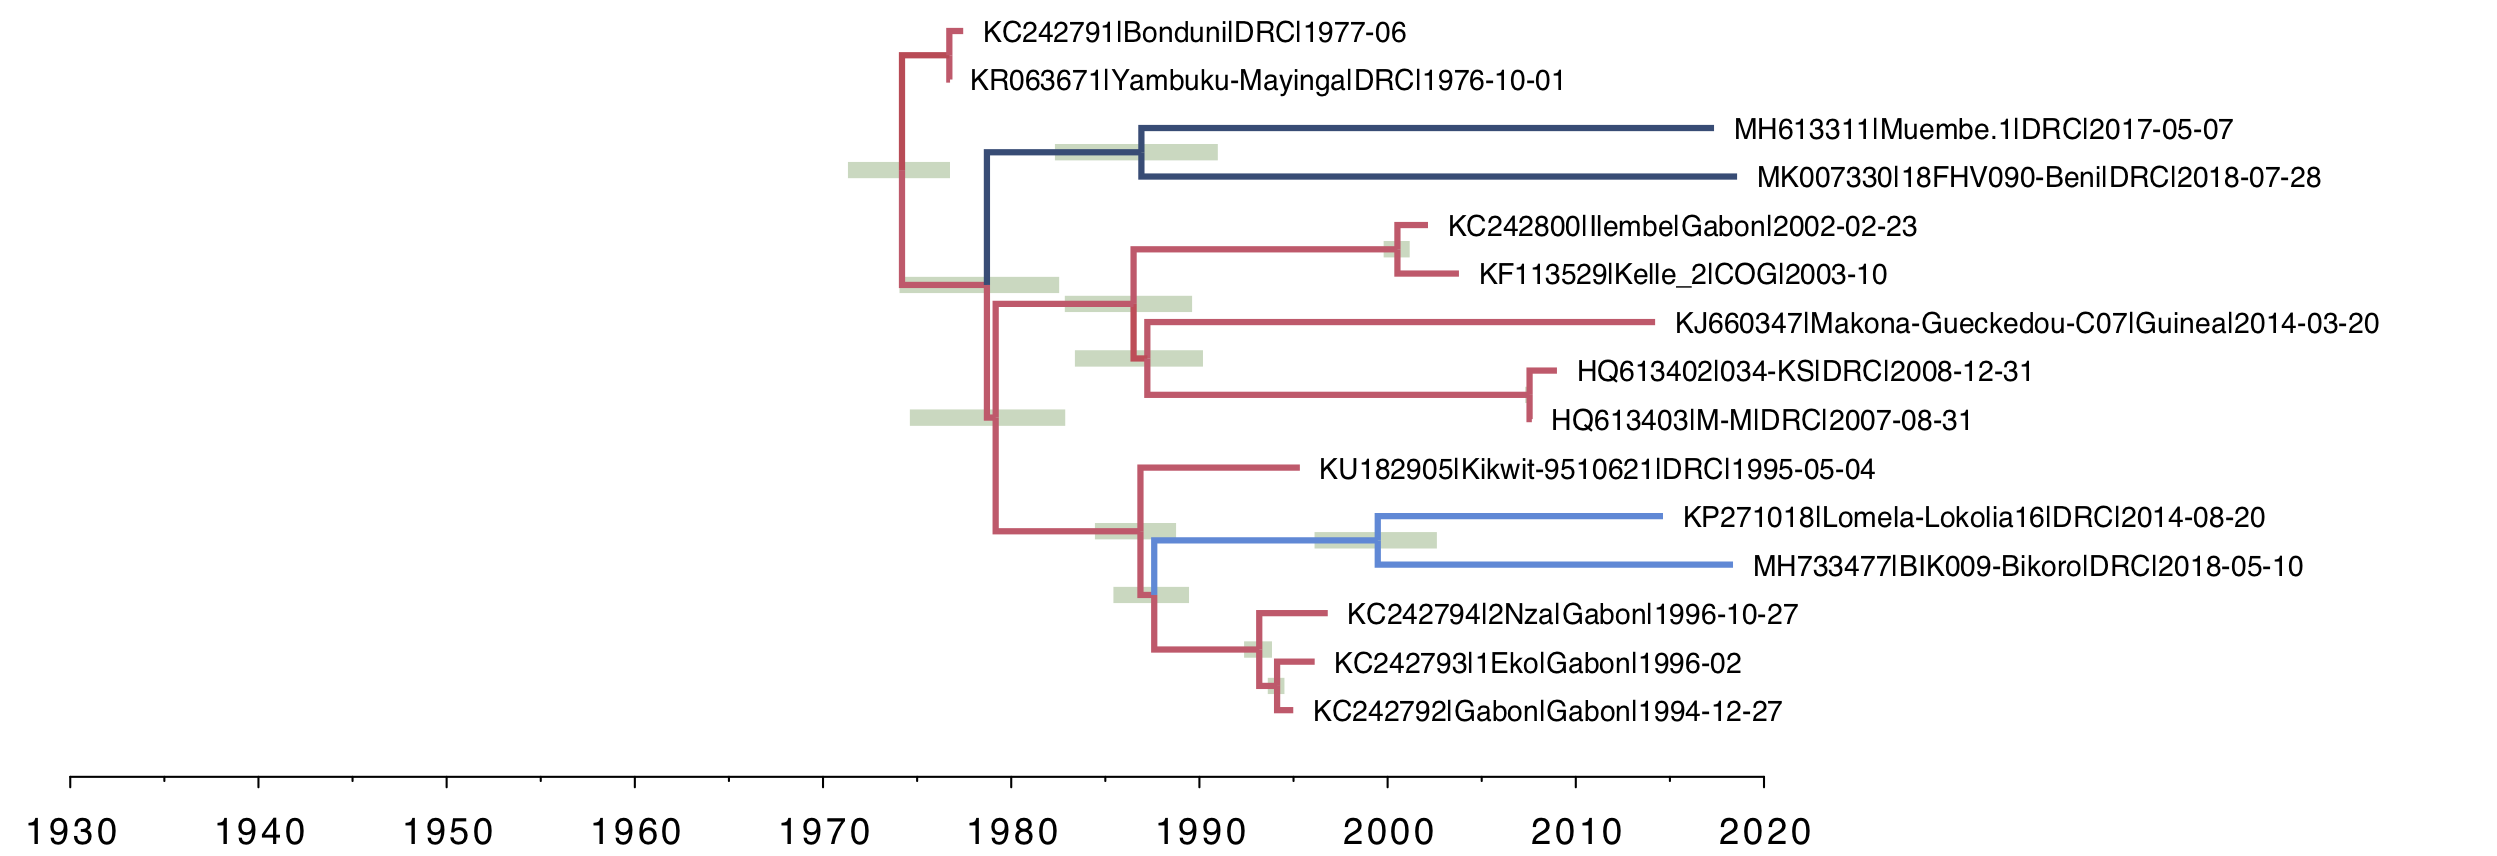 KC242791|Bonduni|DRC|1977-06
KR063671|Yambuku-Mayinga|DRC|1976-10-01
MH613311|Muembe.1|DRC|2017-05-07
MK007330|18FHV090-Beni|DRC|2018-07-28
KC242800|Ilembe|Gabon|2002-02-23
KF113529|Kelle_2|COG|2003-10
KJ660347|Makona-Gueckedou-C07|Guinea|2014-03-20
HQ613402|034-KS|DRC|2008-12-31
HQ613403|M-M|DRC|2007-08-31
KU182905|Kikwit-9510621|DRC|1995-05-04
KP271018|Lomela-Lokolia16|DRC|2014-08-20
MH733477|BIK009-Bikoro|DRC|2018-05-10
KC242794|2Nza|Gabon|1996-10-27
KC242793|1Eko|Gabon|1996-02
KC242792|Gabon|Gabon|1994-12-27
1930 1940 1950 1960 1970 1980 1990 2000 2010 2020